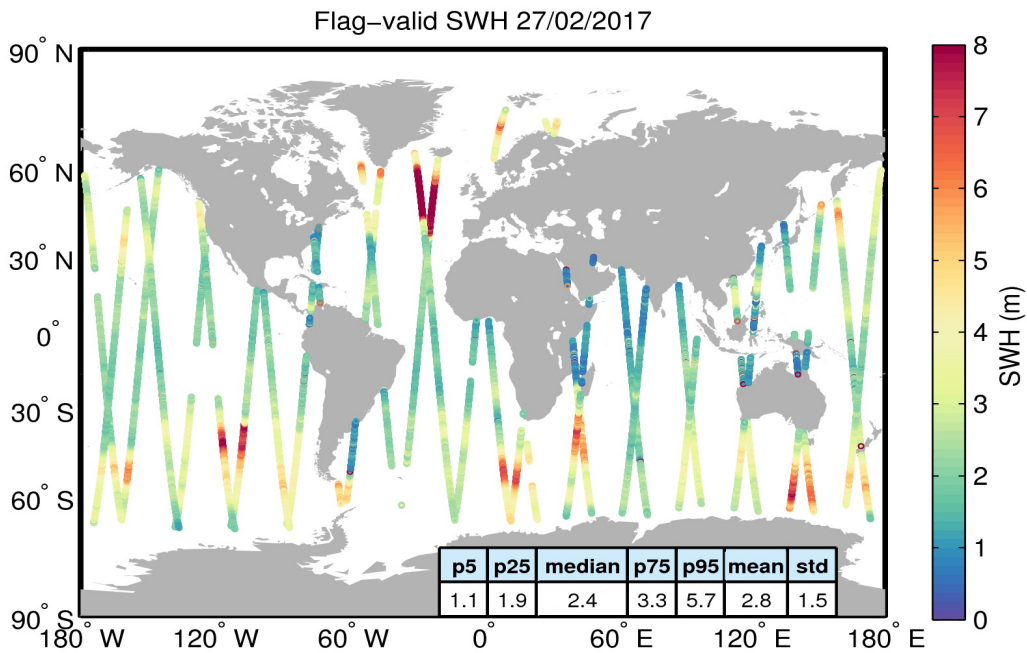 Flag−valid SWH 27/02/2017
90° N
60° N
30° N
0°
30° S
60° S
90° S
180° W
120° W
60° W
0°
60° E
120° E
180° E
p5 p25 median p75 p95 mean std
1.1 1.9 2.4 3.3 5.7 2.8 1.5
8
7
6
5
4
3
2
1
0
SWH (m)